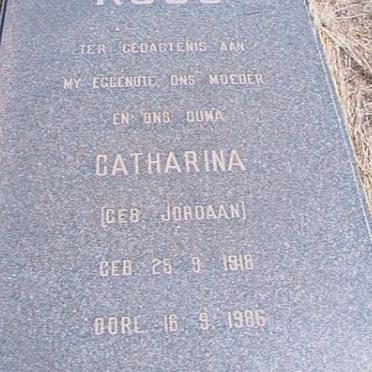 TER GEDAGTENIS AAN
MY EGGENOTE, ONS MOEDER
EN ONS OUMA
CATHARINA
(GEB. JORDAAN)
GEB. 25. 9. 1918
OORL. 16. 9. 1986